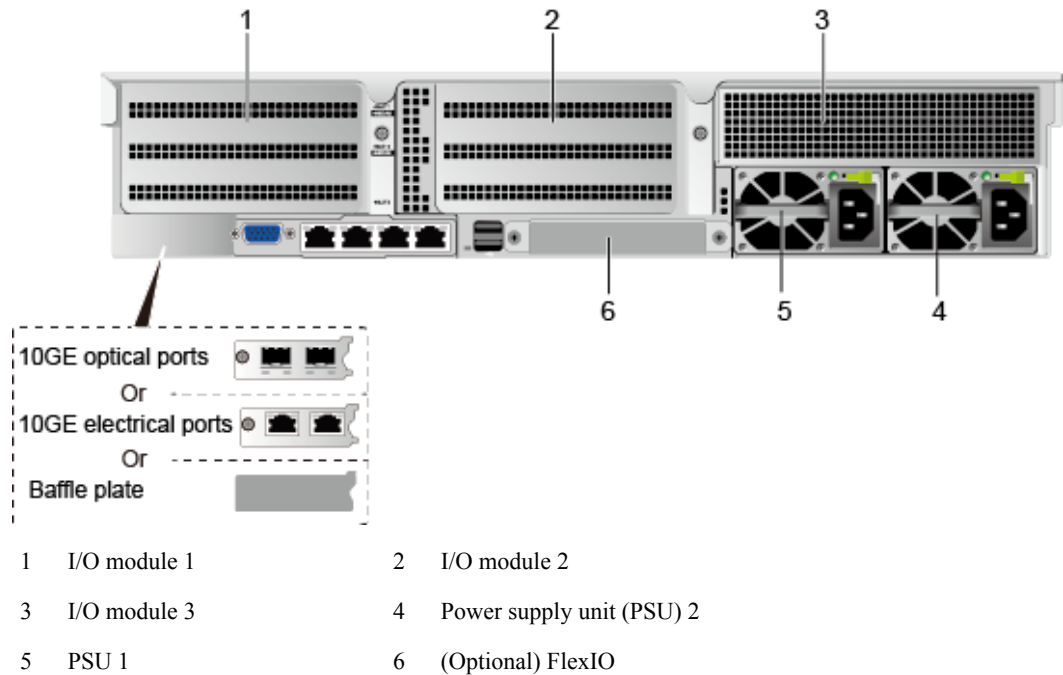 1 2 3
6 5 4
10GE optical ports
Or
10GE electrical ports
Or
Baffle plate
1 I/O module 1 2 I/O module 2
3 I/O module 3 4 Power supply unit (PSU) 2
5 PSU 1 6 (Optional) FlexIO